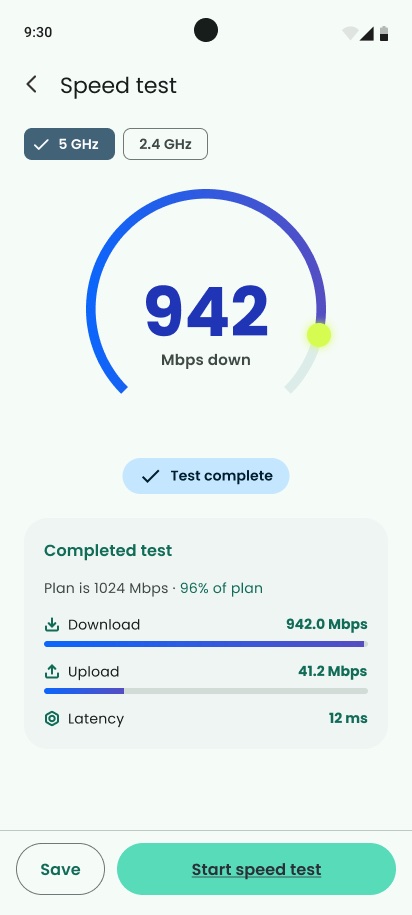 9:30
Speed test
5 GHz
2.4 GHz
942
Mbps down
Test complete
Completed test
Plan is 1024 Mbps · 96% of plan
Download 942.0 Mbps
Upload 41.2 Mbps
Latency 12 ms
Save
Start speed test